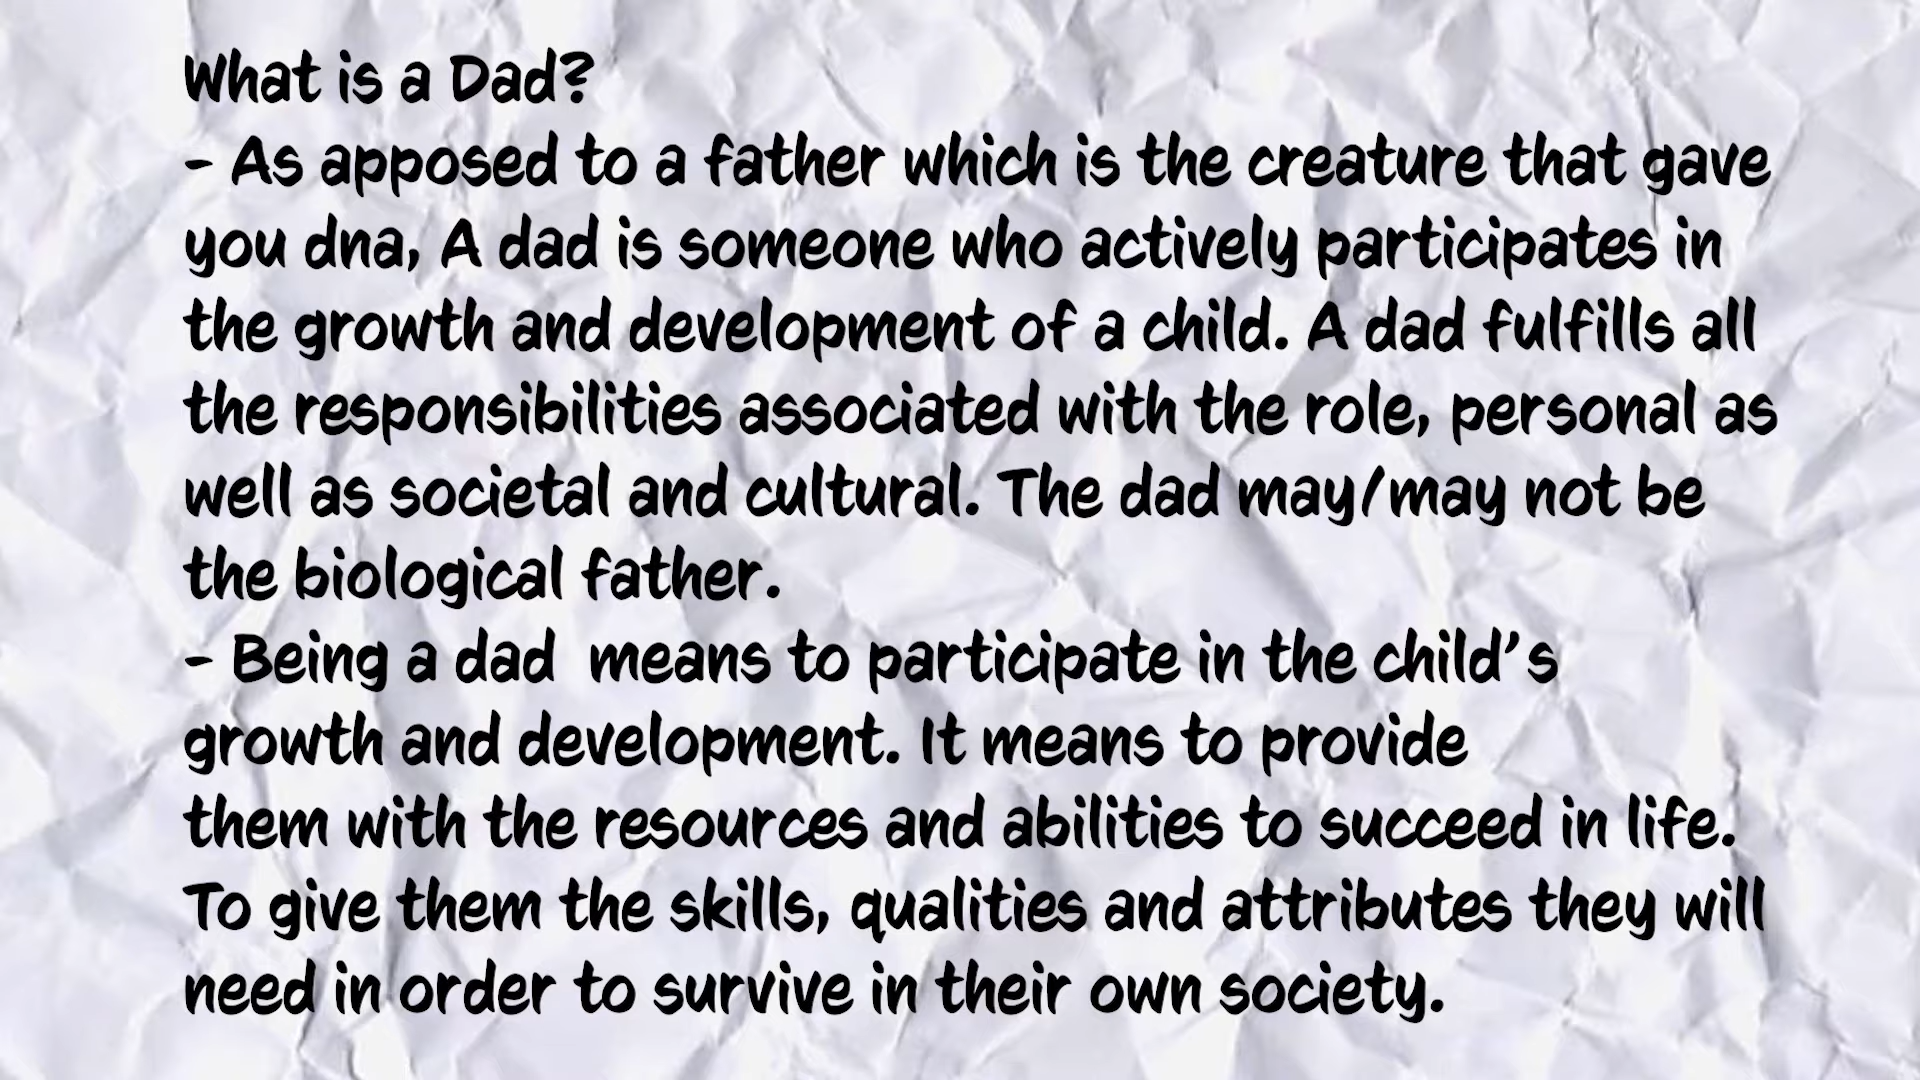 What is a Dad?
- As apposed to a father which is the creature that gave
you dna, A dad is someone who actively participates in
the growth and development of a child. A dad fulfills all
the responsibilities associated with the role, personal as
well as societal and cultural. The dad may/may not be
the biological father.
- Being a dad  means to participate in the child's
growth and development. It means to provide
them with the resources and abilities to succeed in life.
To give them the skills, qualities and attributes they will
need in order to survive in their own society.